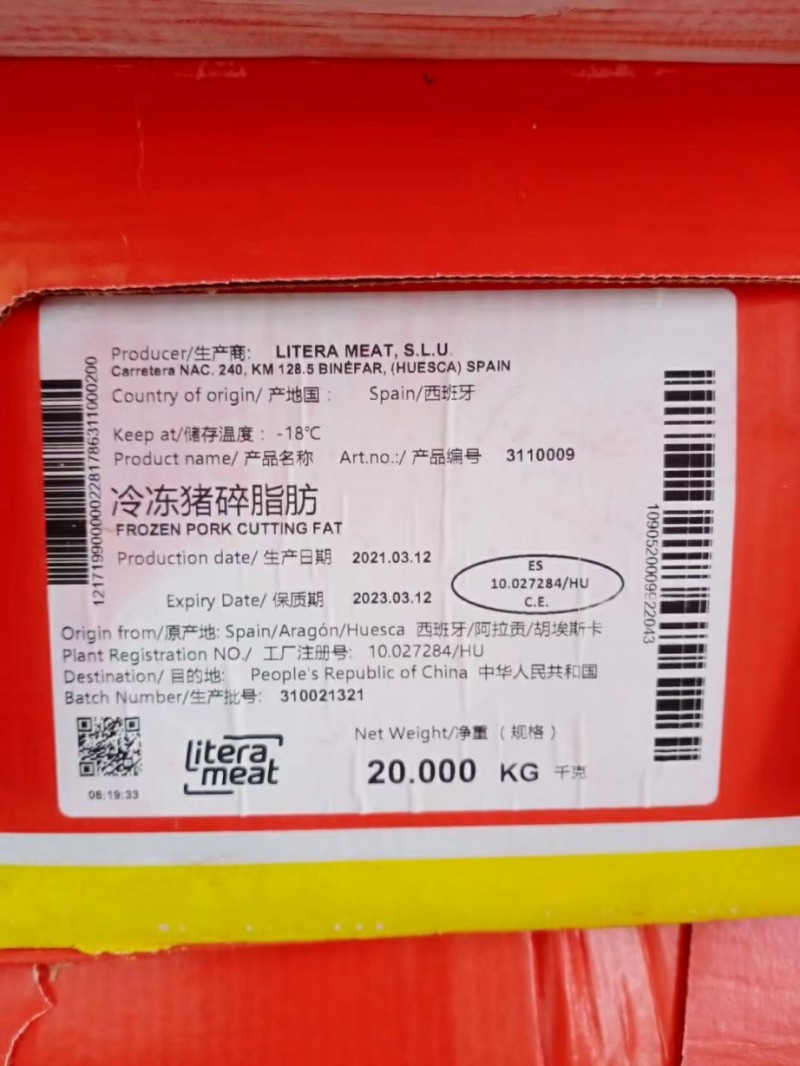 Producer/生产商: LITERA MEAT, S.L.U.
Carretera NAC. 240, KM 128.5 BINÉFAR, (HUESCA) SPAIN
Country of origin/ 产地国 : Spain/西班牙
Keep at/储存温度 : -18℃
Product name/ 产品名称 Art.no.:/ 产品编号 3110009
冷冻猪碎脂肪
FROZEN PORK CUTTING FAT
Production date/ 生产日期 2021.03.12
Expiry Date/ 保质期 2023.03.12
ES
10.027284/HU
C.E.
Origin from/原产地: Spain/Aragón/Huesca 西班牙/阿拉贡/胡埃斯卡
Plant Registration NO./ 工厂注册号: 10.027284/HU
Destination/ 目的地: People's Republic of China 中华人民共和国
Batch Number/生产批号: 310021321
Net Weight/净重 ( 规格 )
20.000 KG 千克
litera meat
08:19:33